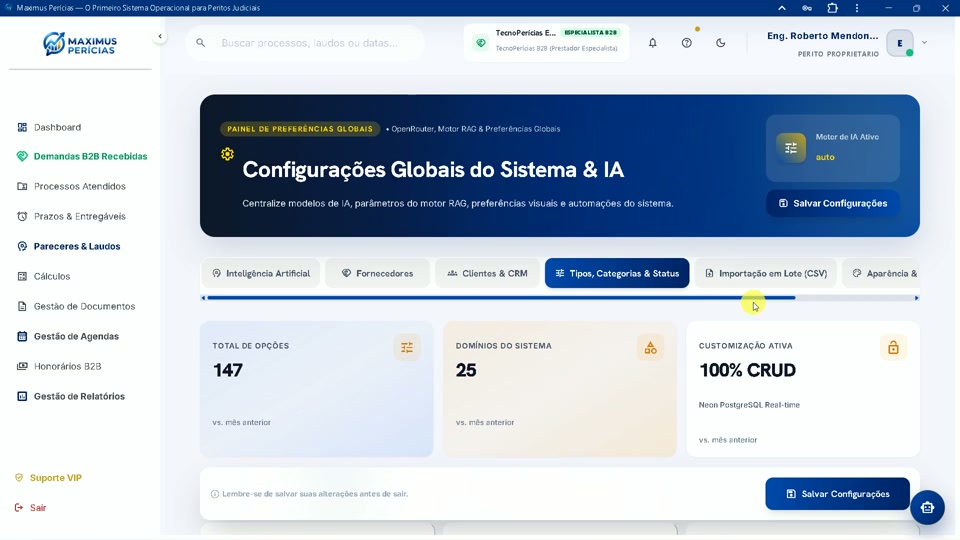 Maximus Perícias — O Primeiro Sistema Operacional para Peritos Judiciais
MAXIMUS
PERÍCIAS
Buscar processos, laudos ou datas...
TecnoPerícias E... ESPECIALISTA B2B
TecnoPerícias B2B (Prestador Especialista)
Eng. Roberto Mendon...
PERITO PROPRIETARIO
E
Dashboard
Demandas B2B Recebidas
Processos Atendidos
Prazos & Entregáveis
Pareceres & Laudos
Cálculos
Gestão de Documentos
Gestão de Agendas
Honorários B2B
Gestão de Relatórios
Suporte VIP
Sair
PAINEL DE PREFERÊNCIAS GLOBAIS • OpenRouter, Motor RAG & Preferências Globais
Configurações Globais do Sistema & IA
Centralize modelos de IA, parâmetros do motor RAG, preferências visuais e automações do sistema.
Motor de IA Ativo
auto
Salvar Configurações
Inteligência Artificial
Fornecedores
Clientes & CRM
Tipos, Categorias & Status
Importação em Lote (CSV)
Aparência &
TOTAL DE OPÇÕES
147
vs. mês anterior
DOMÍNIOS DO SISTEMA
25
vs. mês anterior
CUSTOMIZAÇÃO ATIVA
100% CRUD
Neon PostgreSQL Real-time
vs. mês anterior
Lembre-se de salvar suas alterações antes de sair.
Salvar Configurações